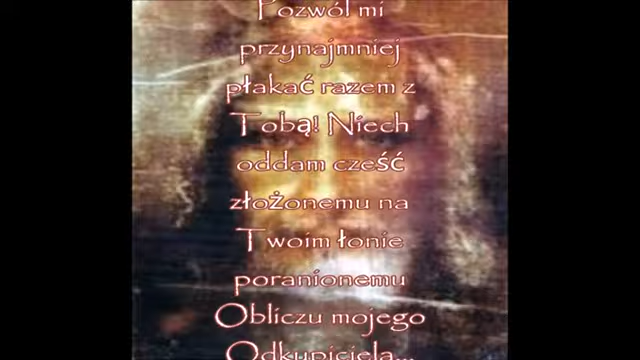 Pozwól mi
przynajmniej
płakać razem z
Tobą! Niech
oddam cześć
złożonemu na
Twoim łonie
poranionemu
Obliczu mojego
Odkupiciela...